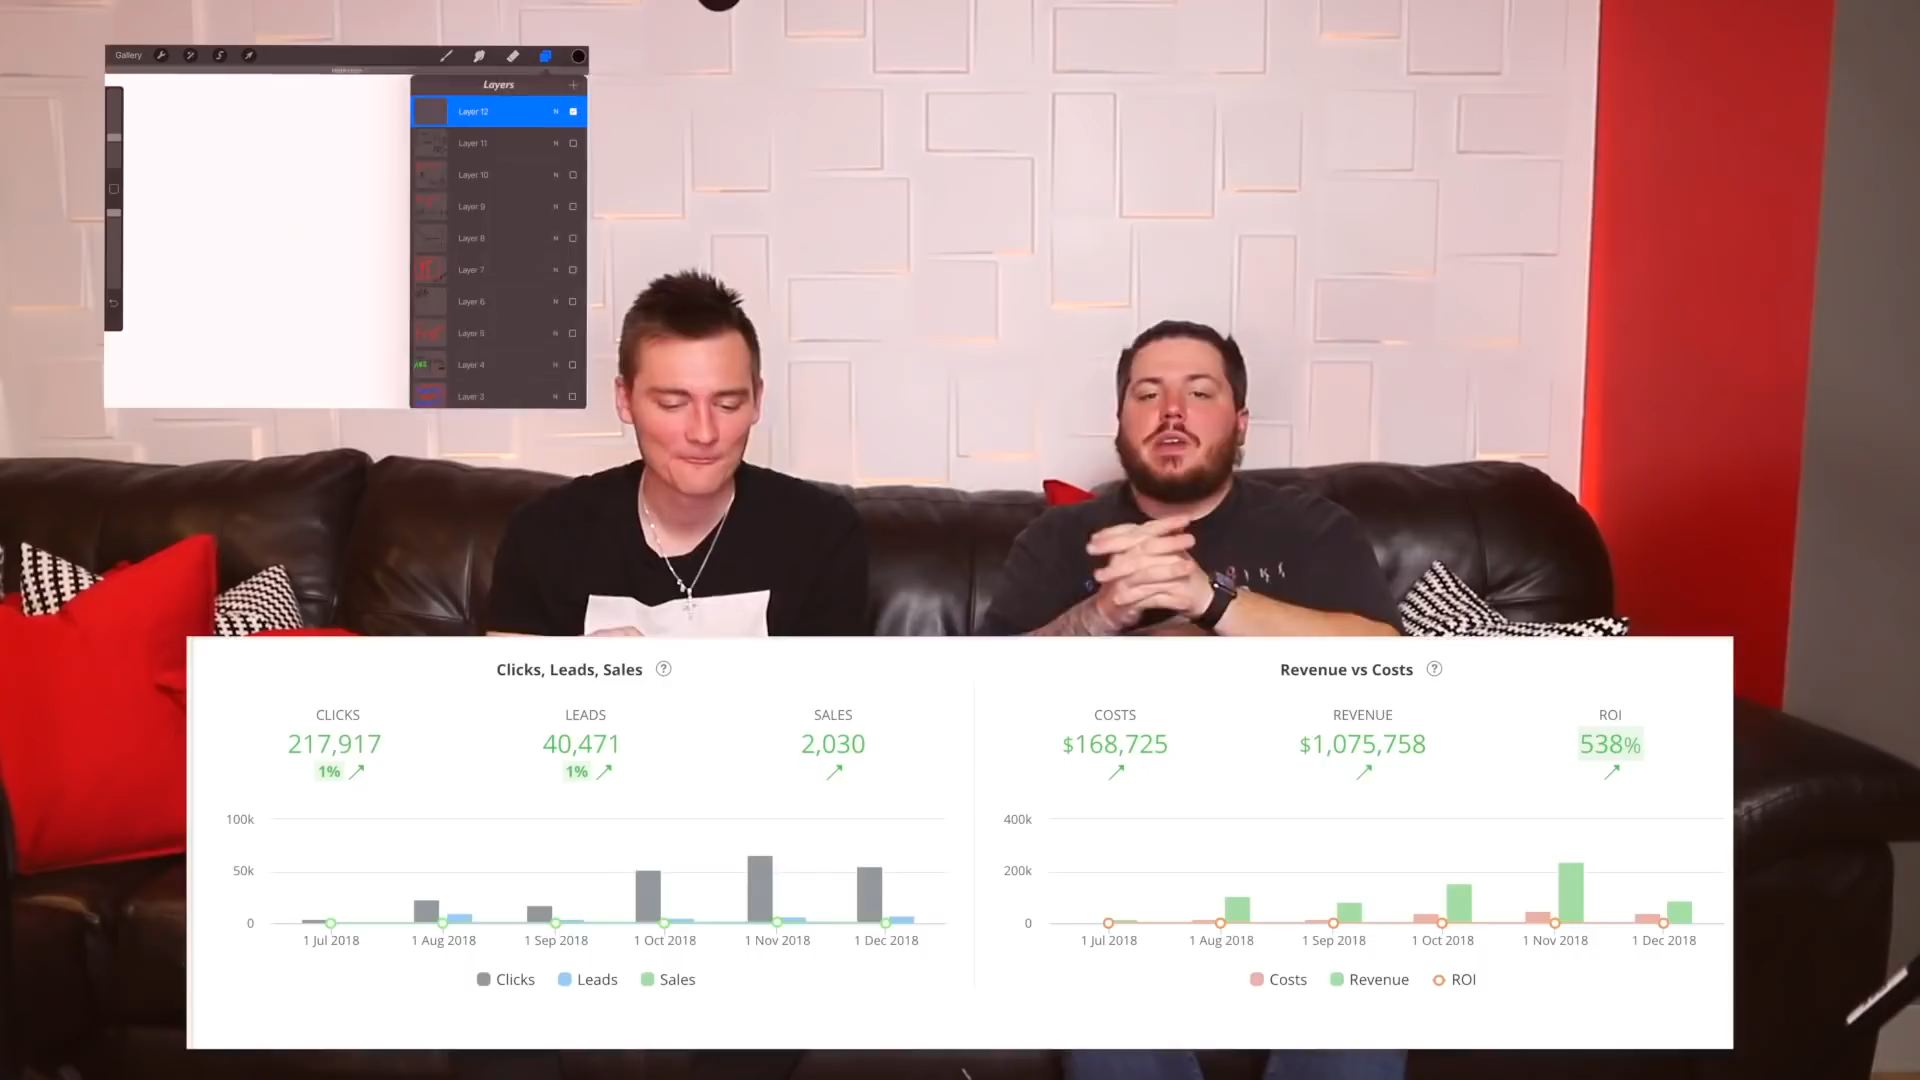 Gallery
Layers
Layer 12 N
Layer 11 N
Layer 10 N
Layer 9 N
Layer 8 N
Layer 7 N
Layer 6 N
Layer 5 N
Layer 4 N
Layer 3 N
Clicks, Leads, Sales ?
CLICKS LEADS SALES
217,917 40,471 2,030
1% 1%
100k
50k
0
1 Jul 2018 1 Aug 2018 1 Sep 2018 1 Oct 2018 1 Nov 2018 1 Dec 2018
Clicks Leads Sales
Revenue vs Costs ?
COSTS REVENUE ROI
$168,725 $1,075,758 538%
400k
200k
0
1 Jul 2018 1 Aug 2018 1 Sep 2018 1 Oct 2018 1 Nov 2018 1 Dec 2018
Costs Revenue ROI